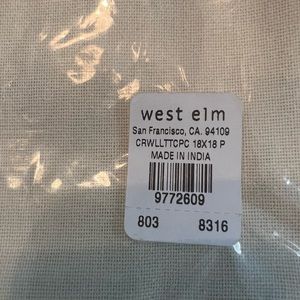 west elm
San Francisco, CA. 94109
CRWLLTTCPC 18X18 P
MADE IN INDIA
9772609
803 8316